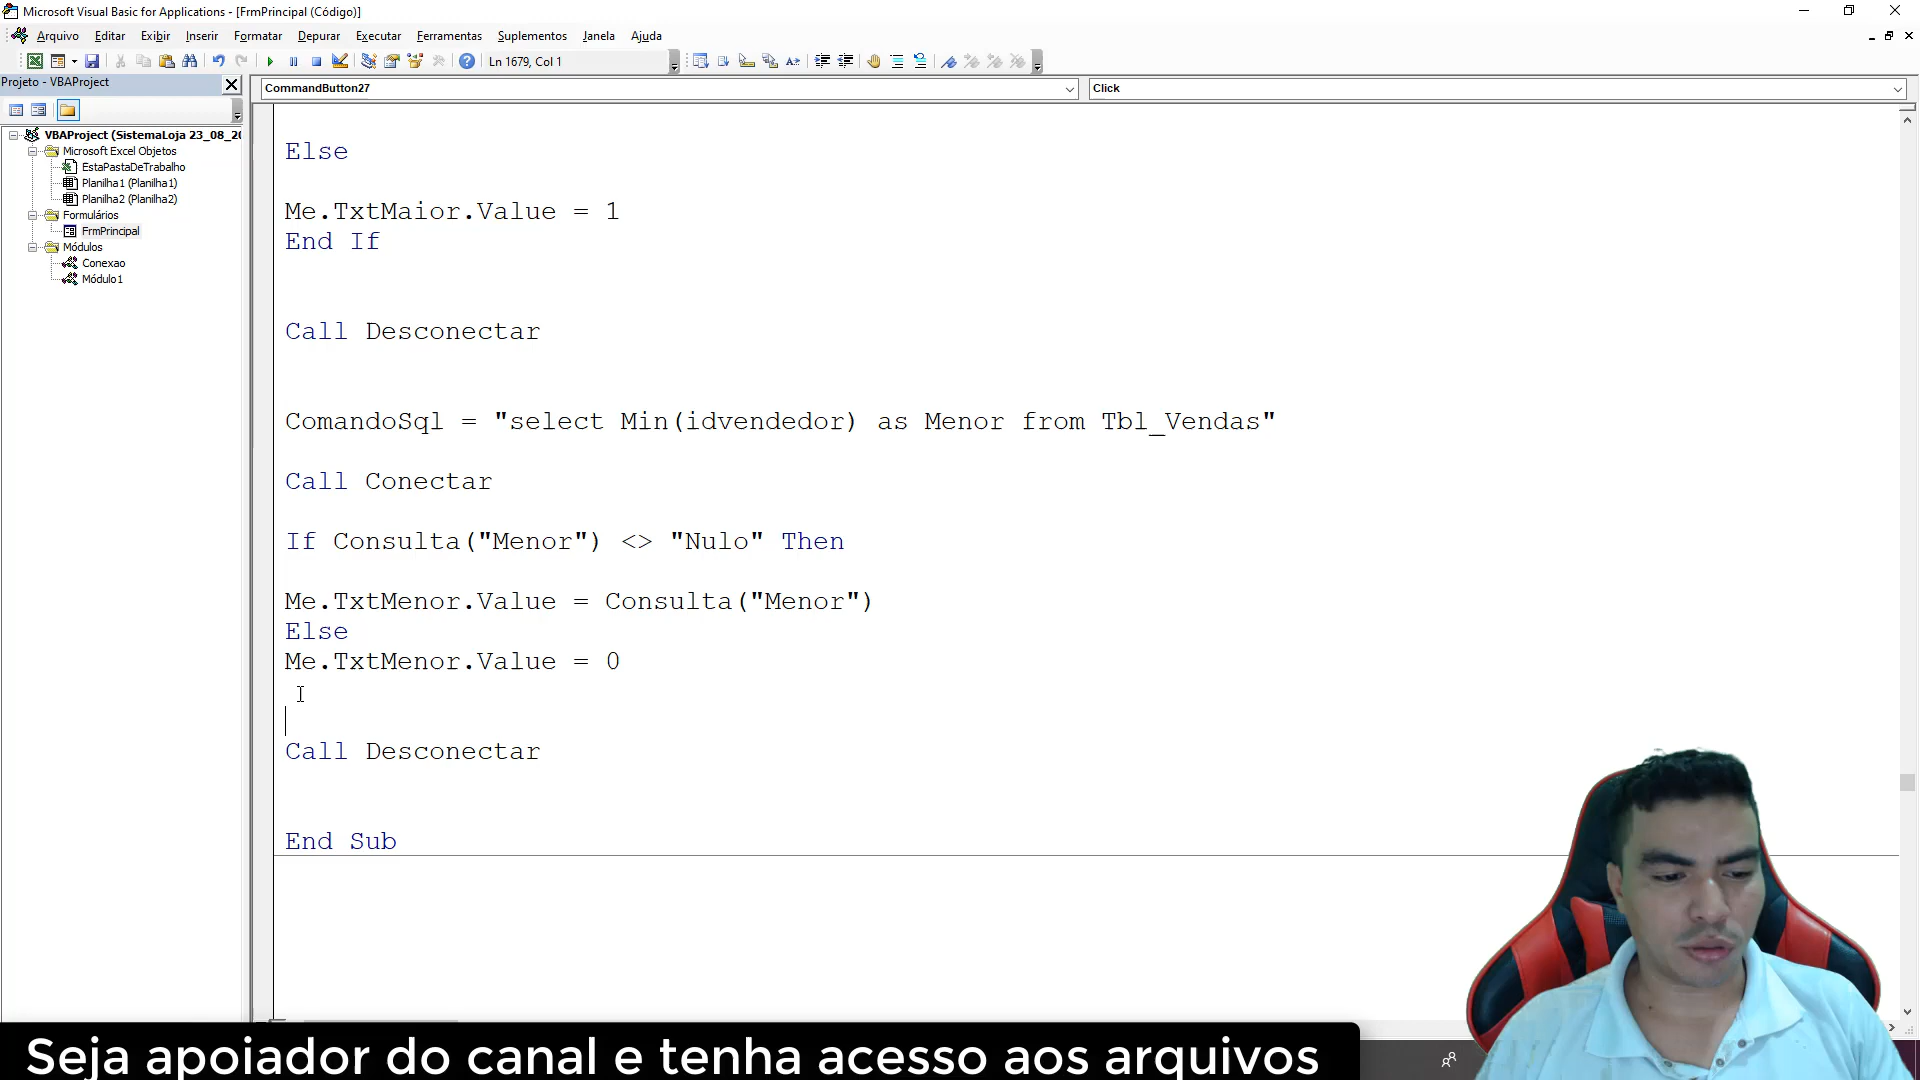 Microsoft Visual Basic for Applications - [FrmPrincipal (Código)]
Arquivo Editar Exibir Inserir Formatar Depurar Executar Ferramentas Suplementos Janela Ajuda
Ln 1679, Col 1
Projeto - VBAProject
CommandButton27
Click
VBAProject (SistemaLoja 23_08_20
Microsoft Excel Objetos
EstaPastaDeTrabalho
Planilha1 (Planilha1)
Planilha2 (Planilha2)
Formulários
FrmPrincipal
Módulos
Conexao
Módulo1
Else
Me.TxtMaior.Value = 1
End If
Call Desconectar
ComandoSql = "select Min(idvendedor) as Menor from Tbl_Vendas"
Call Conectar
If Consulta("Menor") <> "Nulo" Then
Me.TxtMenor.Value = Consulta("Menor")
Else
Me.TxtMenor.Value = 0
Call Desconectar
End Sub
Seja apoiador do canal e tenha acesso aos arquivos